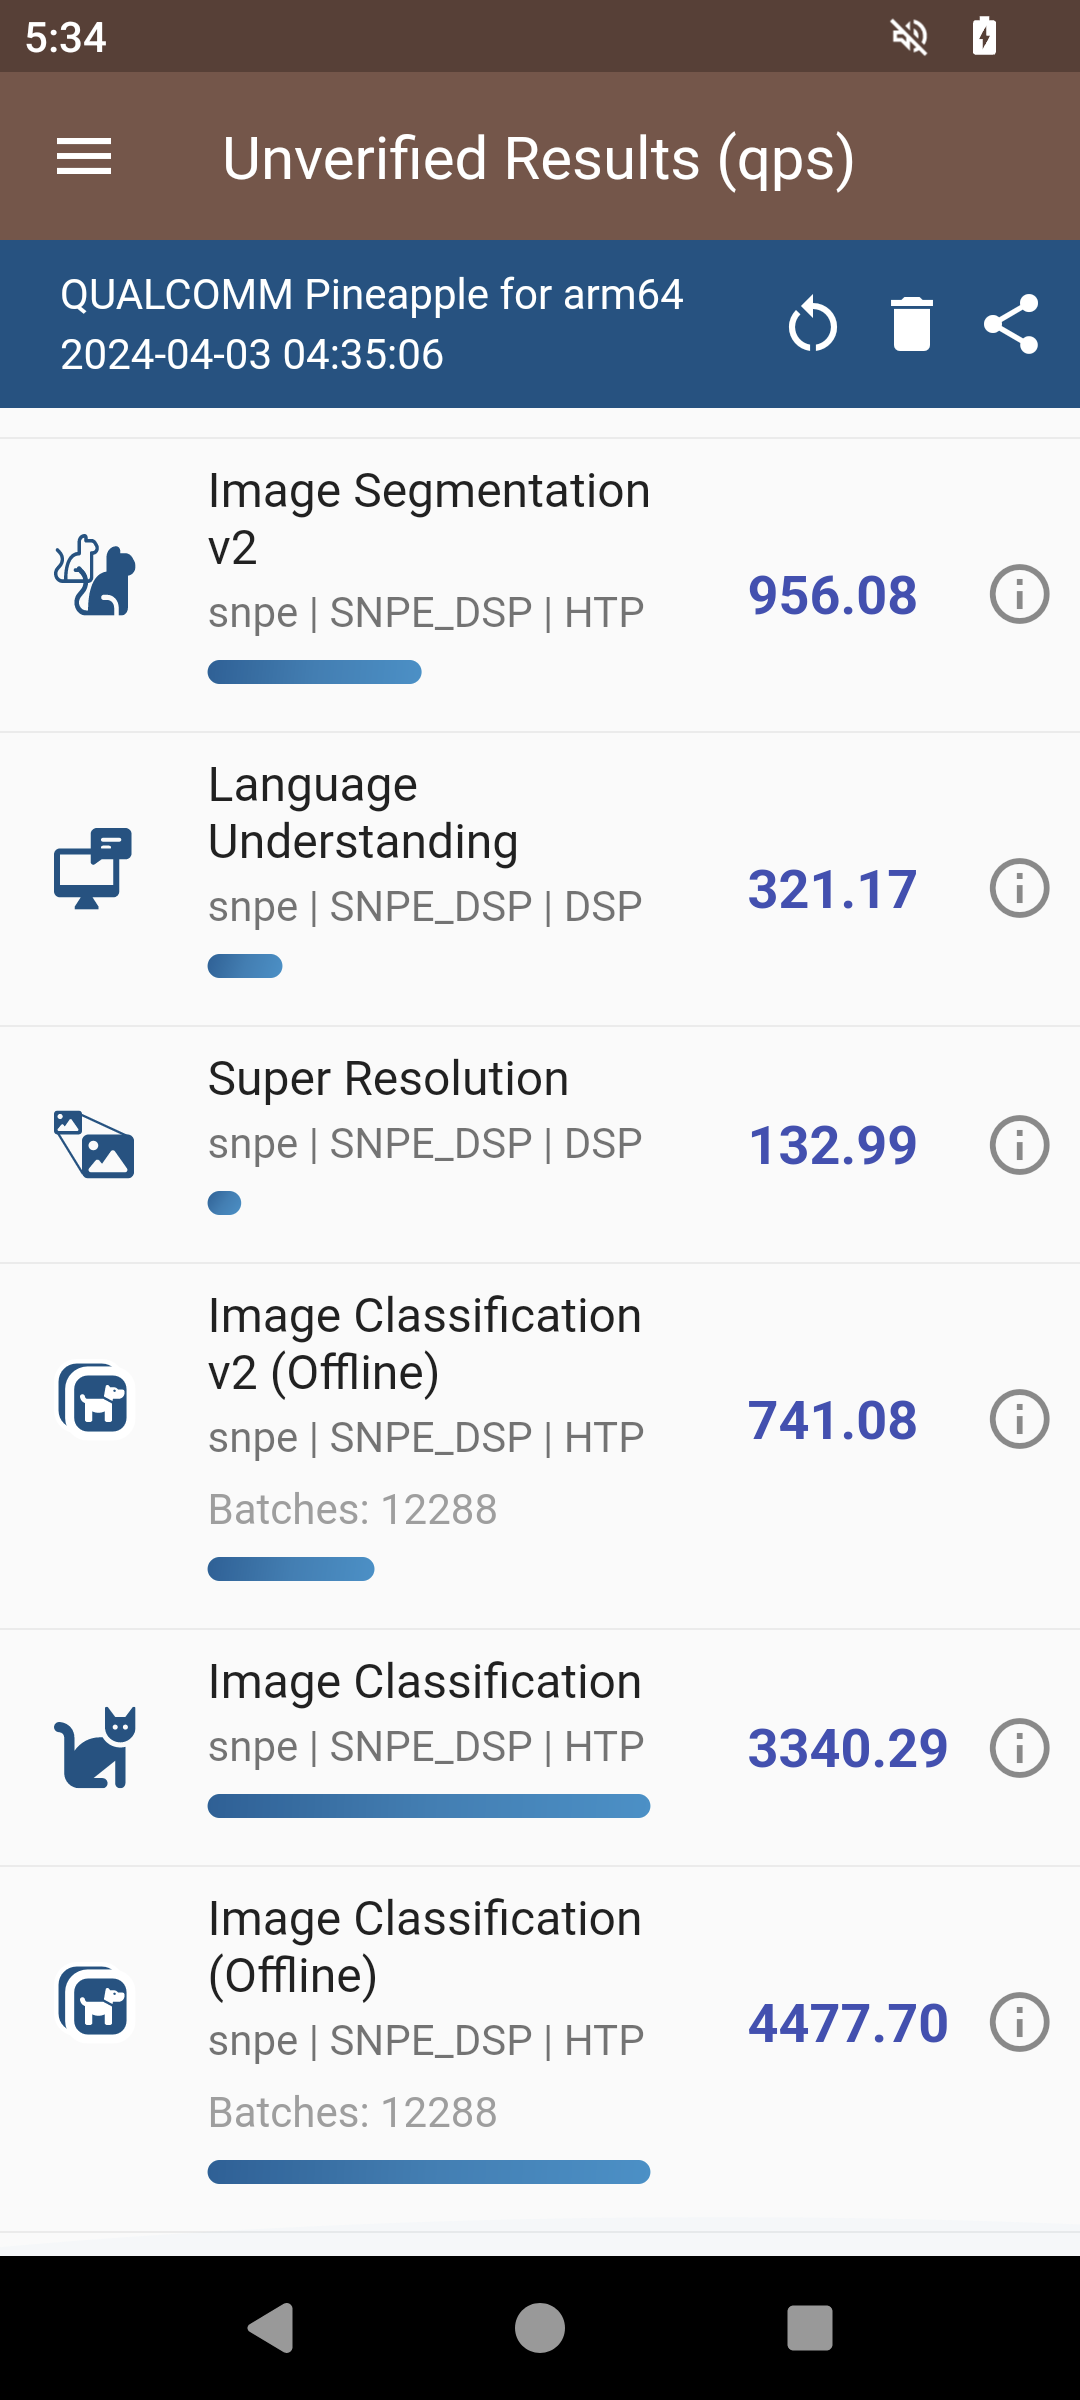 5:34
Unverified Results (qps)
QUALCOMM Pineapple for arm64
2024-04-03 04:35:06
Image Segmentation
v2
snpe | SNPE_DSP | HTP
956.08
Language
Understanding
snpe | SNPE_DSP | DSP
321.17
Super Resolution
snpe | SNPE_DSP | DSP
132.99
Image Classification
v2 (Offline)
snpe | SNPE_DSP | HTP
Batches: 12288
741.08
Image Classification
snpe | SNPE_DSP | HTP
3340.29
Image Classification
(Offline)
snpe | SNPE_DSP | HTP
Batches: 12288
4477.70